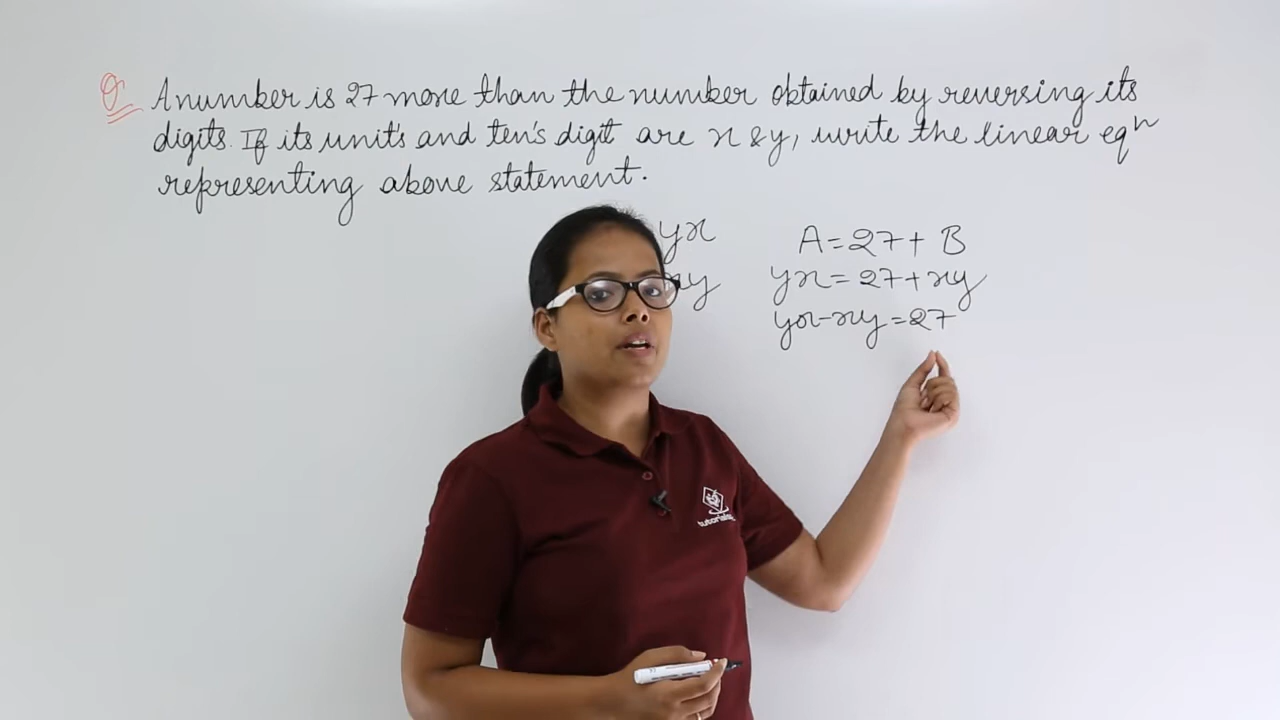 Q A number is 27 more than the number obtained by reversing its
digits. If its unit's and ten's digit are x & y, write the linear eqn
representing above statement.
yx
xy
A = 27 + B
yx = 27 + xy
yx - xy = 27